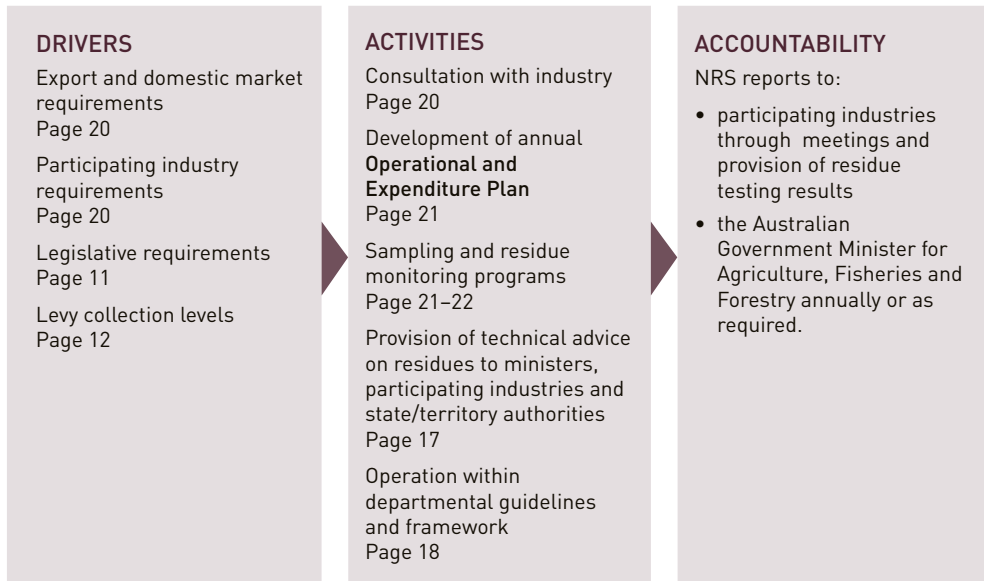 DRIVERS
Export and domestic market
requirements
Page 20
Participating industry
requirements
Page 20
Legislative requirements
Page 11
Levy collection levels
Page 12
ACTIVITIES
Consultation with industry
Page 20
Development of annual
Operational and
Expenditure Plan
Page 21
Sampling and residue
monitoring programs
Page 21–22
Provision of technical advice
on residues to ministers,
participating industries and
state/territory authorities
Page 17
Operation within
departmental guidelines
and framework
Page 18
ACCOUNTABILITY
NRS reports to:
• participating industries
through meetings and
provision of residue
testing results
• the Australian
Government Minister for
Agriculture, Fisheries and
Forestry annually or as
required.